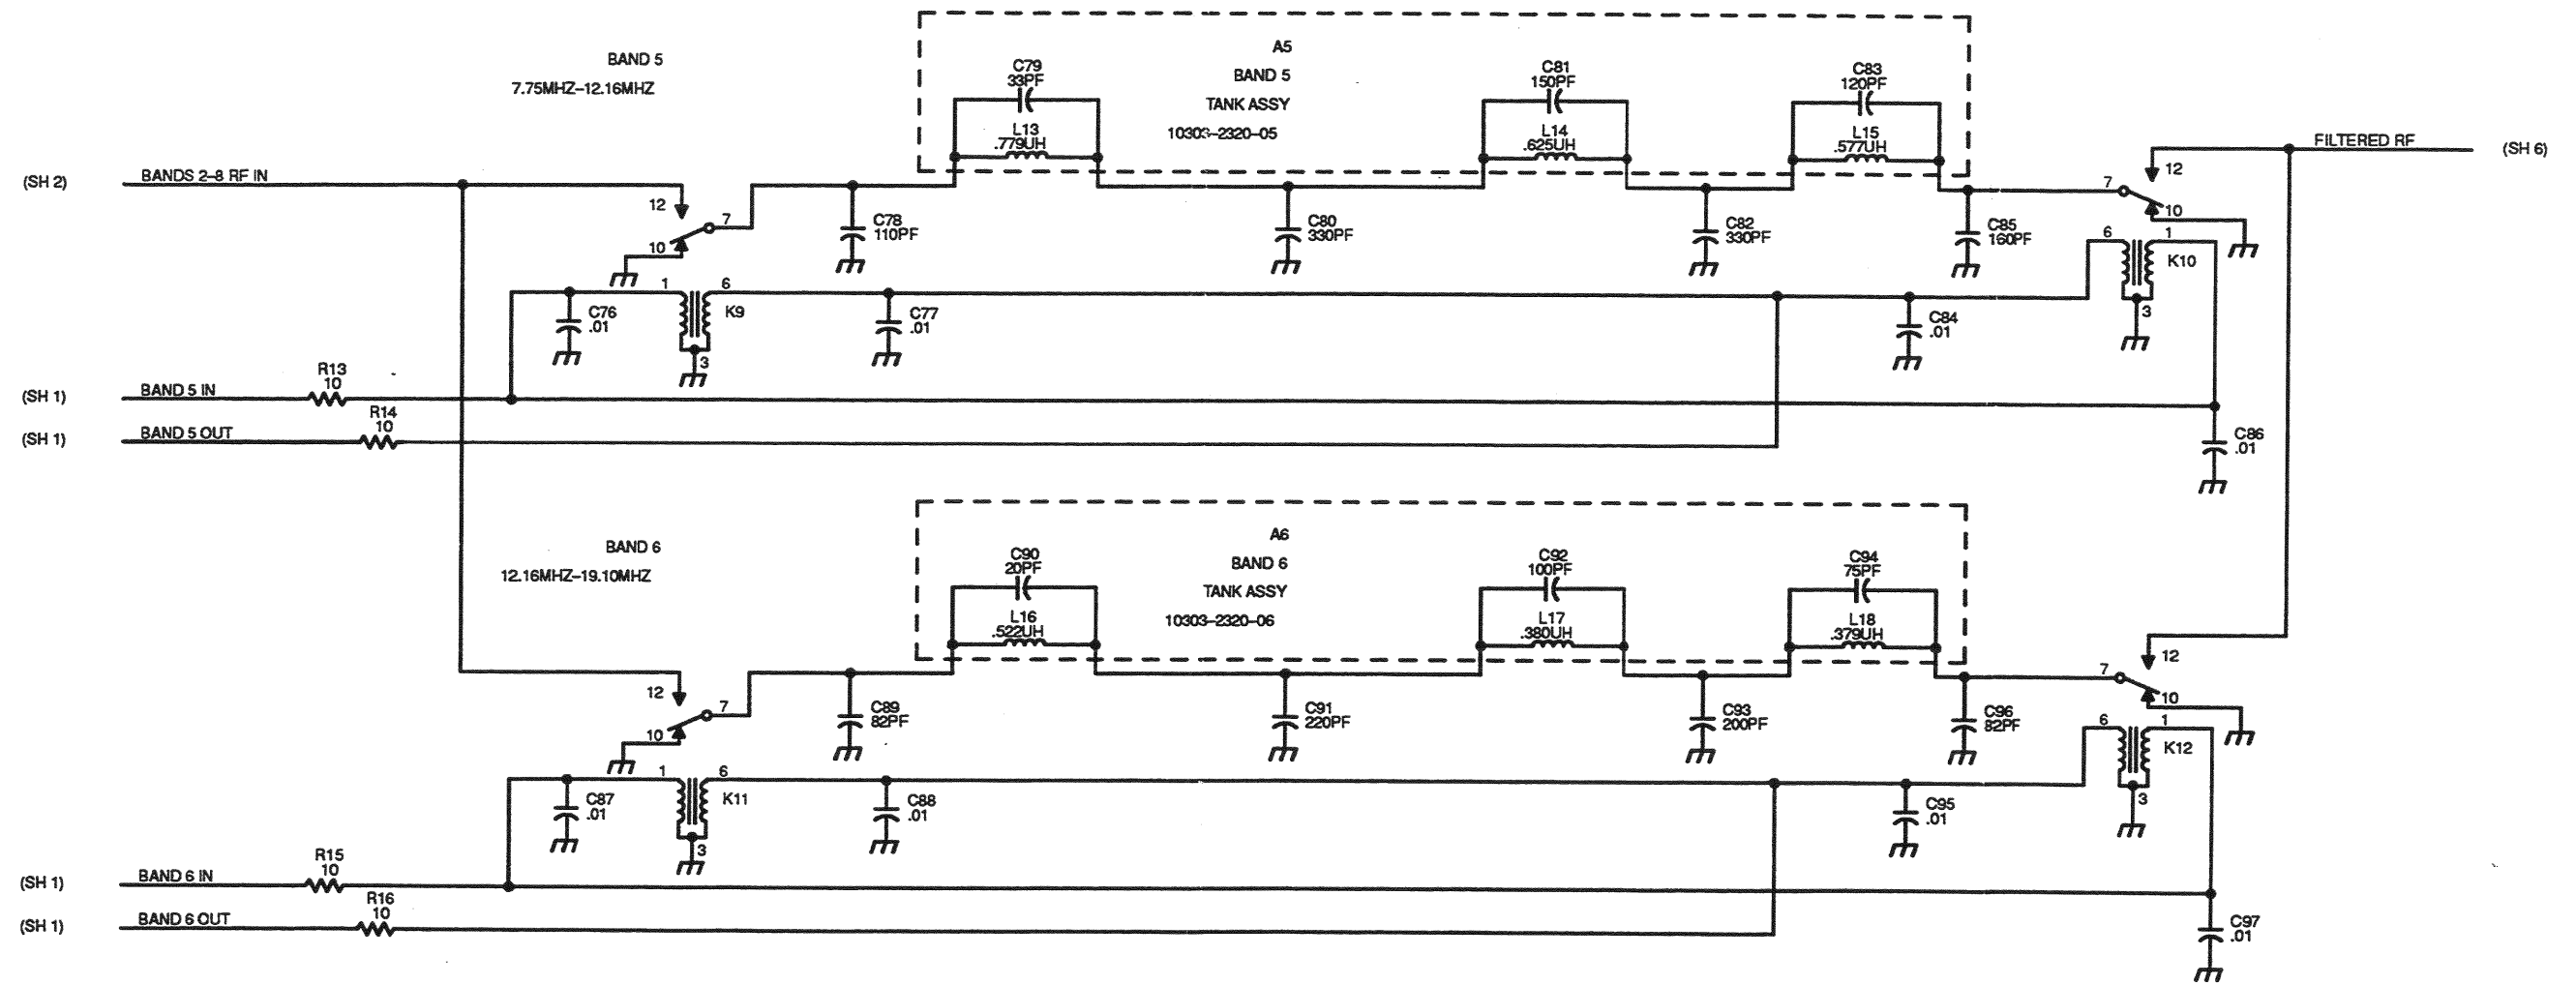 BAND 5
7.75MHZ–12.16MHZ
A5
BAND 5
TANK ASSY
10303–2320–05
C79
33PF
L13
.779UH
C81
150PF
L14
.625UH
C83
120PF
L15
.577UH
(SH 2)
BANDS 2–8 RF IN
12
7
10
C78
110PF
C80
330PF
C82
330PF
C85
160PF
7
12
10
FILTERED RF
(SH 6)
C76
.01
1
6
K9
3
C77
.01
C84
.01
6
1
K10
3
(SH 1)
BAND 5 IN
R13
10
(SH 1)
BAND 5 OUT
R14
10
C86
.01
BAND 6
12.16MHZ–19.10MHZ
A6
BAND 6
TANK ASSY
10303–2320–06
C90
20PF
L16
.522UH
C92
100PF
L17
.380UH
C94
75PF
L18
.379UH
12
7
10
C89
82PF
C91
220PF
C93
200PF
C96
82PF
7
12
10
C87
.01
1
6
K11
3
C88
.01
C95
.01
6
1
K12
3
(SH 1)
BAND 6 IN
R15
10
(SH 1)
BAND 6 OUT
R16
10
C97
.01